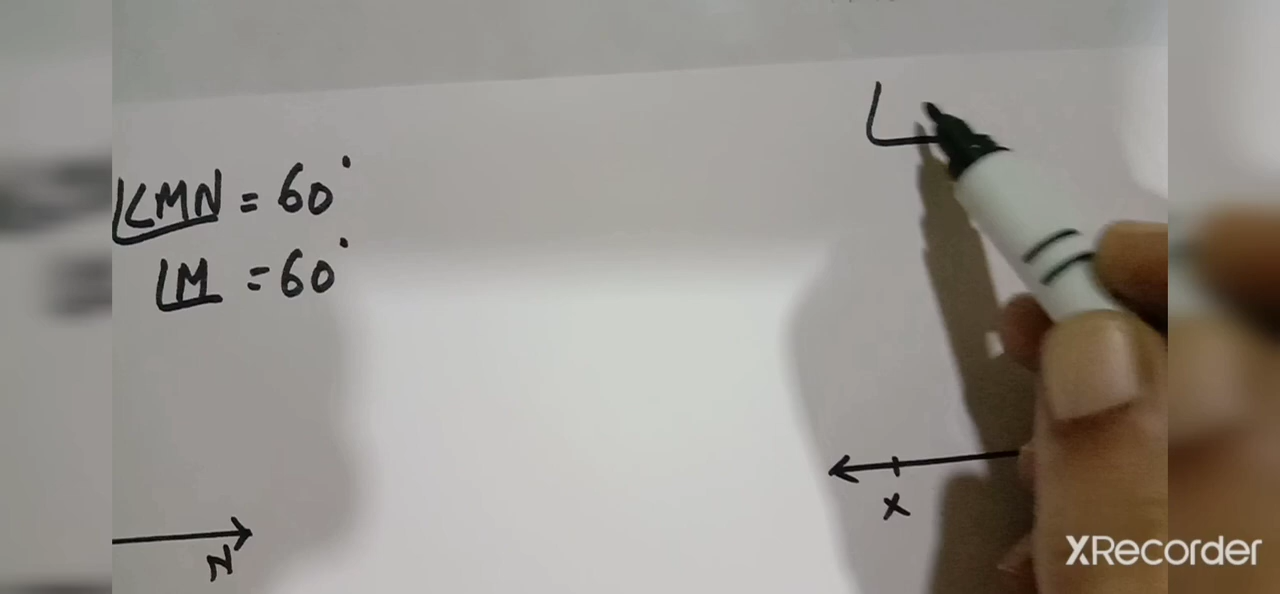 ∠LMN = 60°
∠M = 60°
∠
X
N
XRecorder